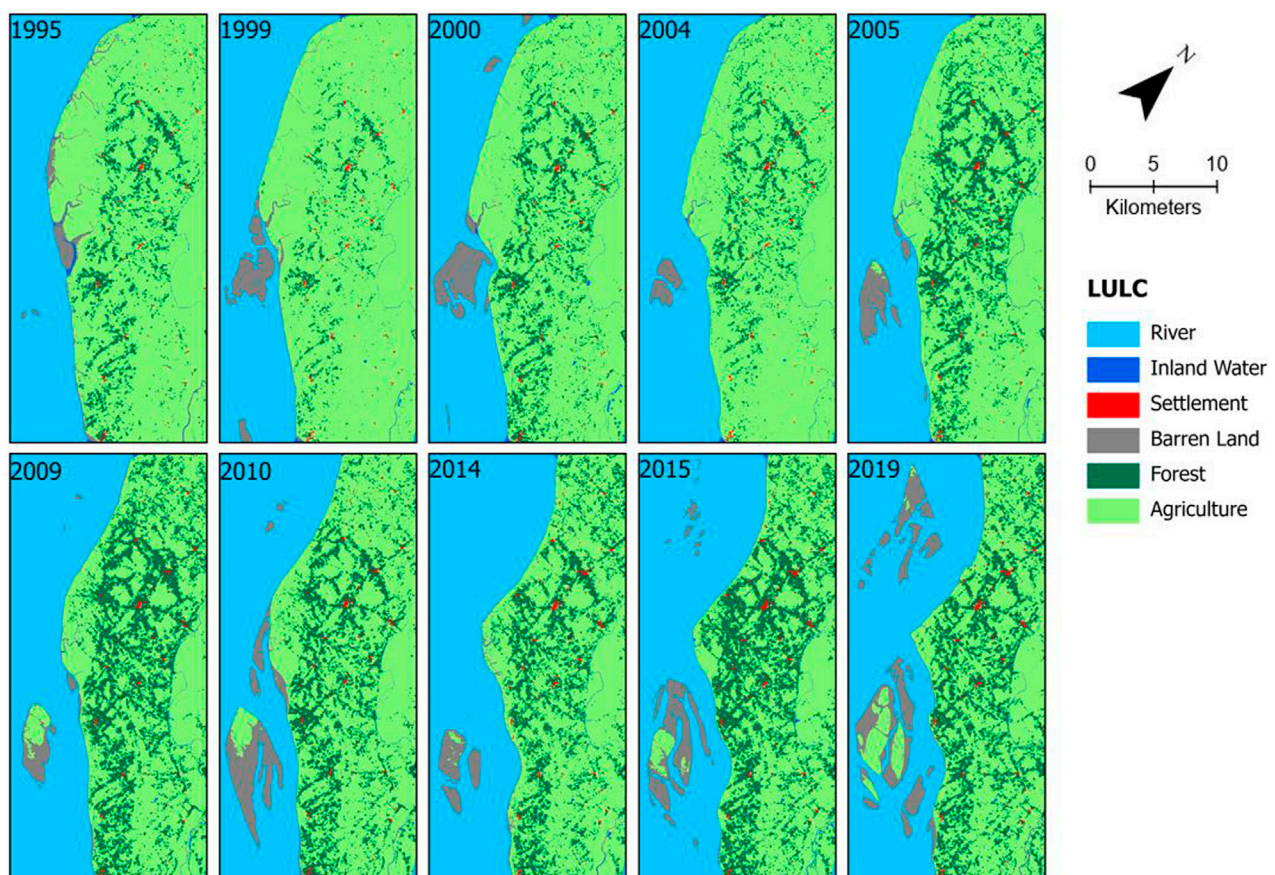 1995
1999
2000
2004
2005
N
0 5 10
Kilometers
LULC
River
Inland Water
Settlement
Barren Land
Forest
Agriculture
2009
2010
2014
2015
2019